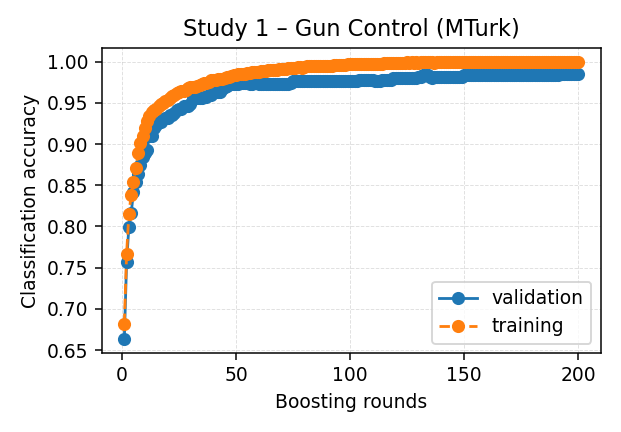 Study 1 – Gun Control (MTurk)
Classification accuracy
1.00
0.95
0.90
0.85
0.80
0.75
0.70
0.65
validation
training
0 50 100 150 200
Boosting rounds